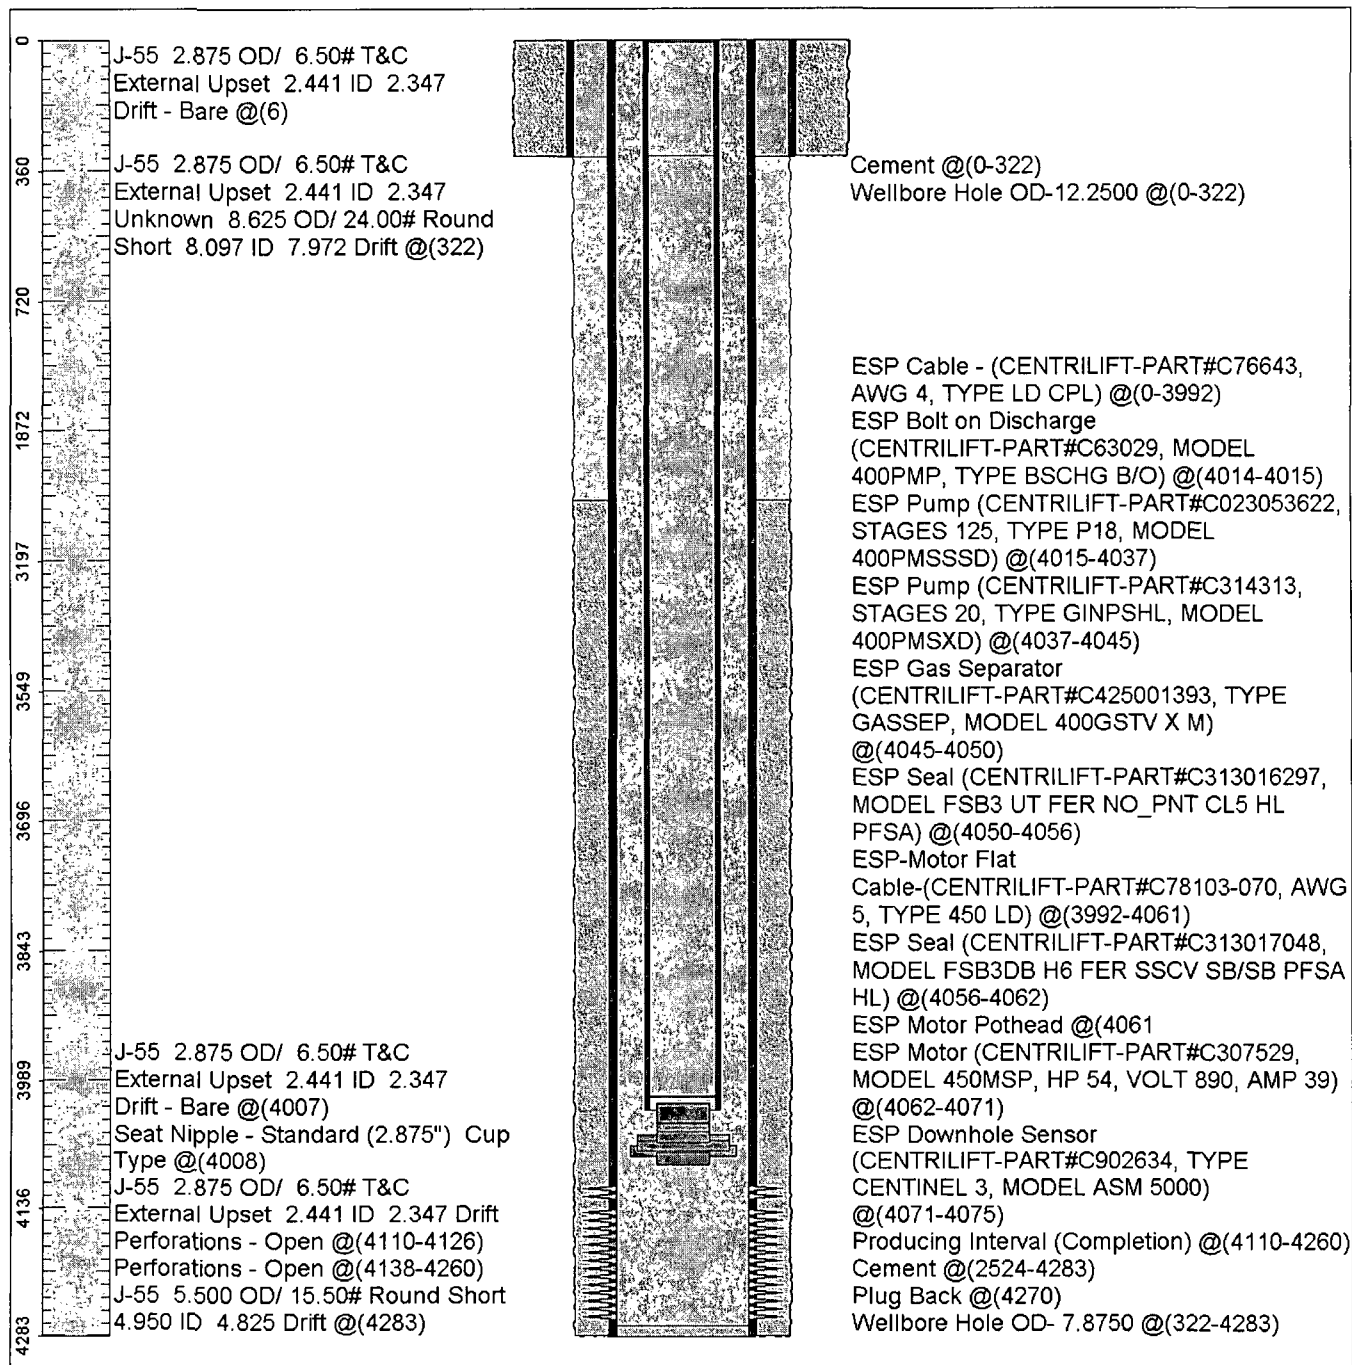 0
360
720
1872
3197
3549
3696
3843
3989
4136
4283
J-55 2.875 OD/ 6.50# T&C
External Upset 2.441 ID 2.347
Drift - Bare @(6)
J-55 2.875 OD/ 6.50# T&C
External Upset 2.441 ID 2.347
Unknown 8.625 OD/ 24.00# Round
Short 8.097 ID 7.972 Drift @(322)
J-55 2.875 OD/ 6.50# T&C
External Upset 2.441 ID 2.347
Drift - Bare @(4007)
Seat Nipple - Standard (2.875") Cup
Type @(4008)
J-55 2.875 OD/ 6.50# T&C
External Upset 2.441 ID 2.347 Drift
Perforations - Open @(4110-4126)
Perforations - Open @(4138-4260)
J-55 5.500 OD/ 15.50# Round Short
4.950 ID 4.825 Drift @(4283)
Cement @(0-322)
Wellbore Hole OD-12.2500 @(0-322)
ESP Cable - (CENTRILIFT-PART#C76643,
AWG 4, TYPE LD CPL) @(0-3992)
ESP Bolt on Discharge
(CENTRILIFT-PART#C63029, MODEL
400PMP, TYPE BSCHG B/O) @(4014-4015)
ESP Pump (CENTRILIFT-PART#C023053622,
STAGES 125, TYPE P18, MODEL
400PMSSSD) @(4015-4037)
ESP Pump (CENTRILIFT-PART#C314313,
STAGES 20, TYPE GINPSHL, MODEL
400PMSXD) @(4037-4045)
ESP Gas Separator
(CENTRILIFT-PART#C425001393, TYPE
GASSEP, MODEL 400GSTV X M)
@(4045-4050)
ESP Seal (CENTRILIFT-PART#C313016297,
MODEL FSB3 UT FER NO_PNT CL5 HL
PFSA) @(4050-4056)
ESP-Motor Flat
Cable-(CENTRILIFT-PART#C78103-070, AWG
5, TYPE 450 LD) @(3992-4061)
ESP Seal (CENTRILIFT-PART#C313017048,
MODEL FSB3DB H6 FER SSCV SB/SB PFSA
HL) @(4056-4062)
ESP Motor Pothead @(4061
ESP Motor (CENTRILIFT-PART#C307529,
MODEL 450MSP, HP 54, VOLT 890, AMP 39)
@(4062-4071)
ESP Downhole Sensor
(CENTRILIFT-PART#C902634, TYPE
CENTINEL 3, MODEL ASM 5000)
@(4071-4075)
Producing Interval (Completion) @(4110-4260)
Cement @(2524-4283)
Plug Back @(4270)
Wellbore Hole OD- 7.8750 @(322-4283)